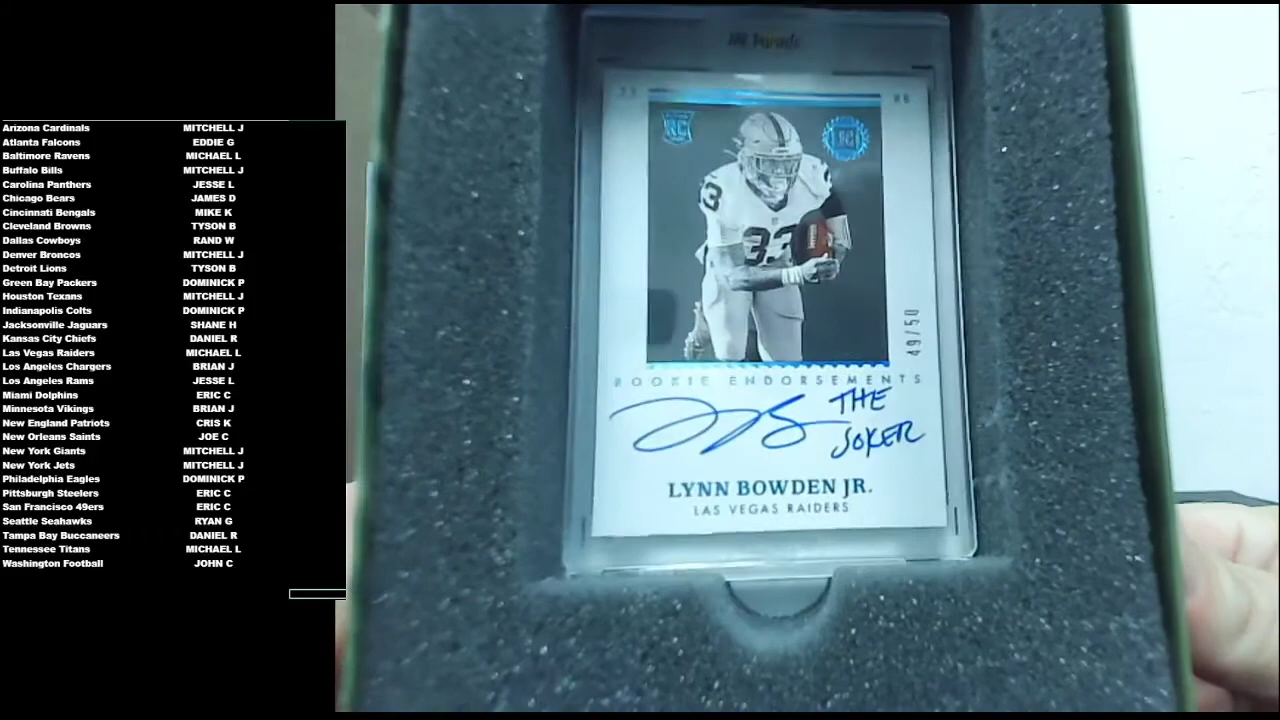 Arizona Cardinals MITCHELL J
Atlanta Falcons EDDIE G
Baltimore Ravens MICHAEL L
Buffalo Bills MITCHELL J
Carolina Panthers JESSE L
Chicago Bears JAMES D
Cincinnati Bengals MIKE K
Cleveland Browns TYSON B
Dallas Cowboys RAND W
Denver Broncos MITCHELL J
Detroit Lions TYSON B
Green Bay Packers DOMINICK P
Houston Texans MITCHELL J
Indianapolis Colts DOMINICK P
Jacksonville Jaguars SHANE H
Kansas City Chiefs DANIEL R
Las Vegas Raiders MICHAEL L
Los Angeles Chargers BRIAN J
Los Angeles Rams JESSE L
Miami Dolphins ERIC C
Minnesota Vikings BRIAN J
New England Patriots CRIS K
New Orleans Saints JOE C
New York Giants MITCHELL J
New York Jets MITCHELL J
Philadelphia Eagles DOMINICK P
Pittsburgh Steelers ERIC C
San Francisco 49ers ERIC C
Seattle Seahawks RYAN G
Tampa Bay Buccaneers DANIEL R
Tennessee Titans MICHAEL L
Washington Football JOHN C
RB
RC
33
49/50
ROOKIE ENDORSEMENTS
THE
JOKER
LYNN BOWDEN JR.
LAS VEGAS RAIDERS